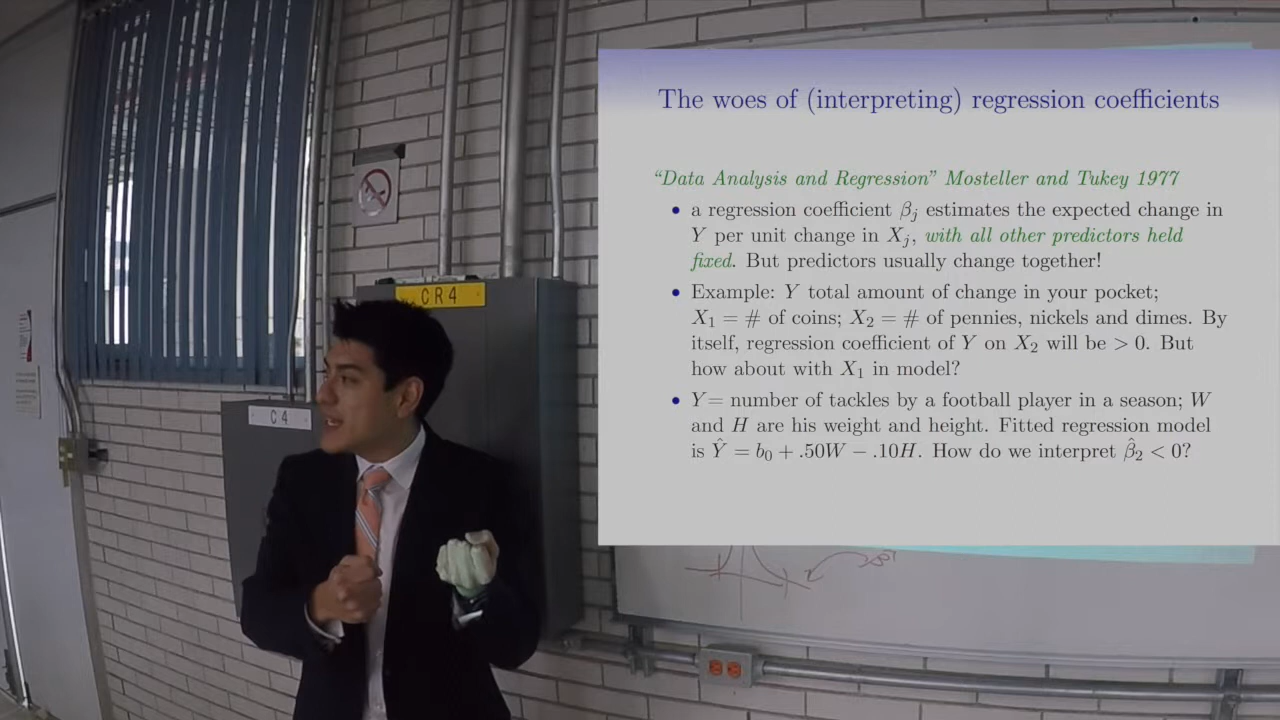 The woes of (interpreting) regression coefficients
“Data Analysis and Regression” Mosteller and Tukey 1977
• a regression coefficient βj estimates the expected change in
Y per unit change in Xj, with all other predictors held
fixed. But predictors usually change together!
• Example: Y total amount of change in your pocket;
X1 = # of coins; X2 = # of pennies, nickels and dimes. By
itself, regression coefficient of Y on X2 will be > 0. But
how about with X1 in model?
• Y = number of tackles by a football player in a season; W
and H are his weight and height. Fitted regression model
is Ŷ = b0 + .50W − .10H. How do we interpret β̂2 < 0?
CR4
C4